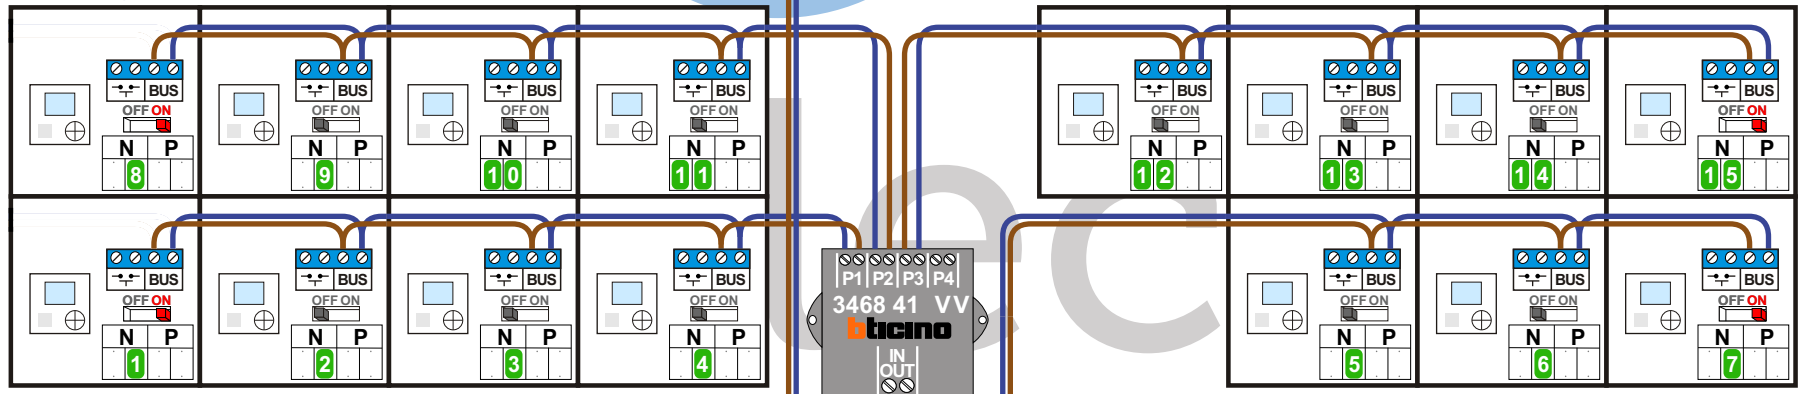 BUS BUS BUS BUS BUS BUS BUS BUS
OFF ON OFF ON OFF ON OFF ON OFF ON OFF ON OFF ON OFF ON
N P N P N P N P N P N P N P N P
8 9 10 11 12 13 14 15
lec
BUS BUS BUS BUS P1 P2 P3 P4 BUS BUS BUS
OFF ON OFF ON OFF ON OFF ON 3468 41 VV OFF ON OFF ON OFF ON
N P N P N P N P bticino N P N P N P
1 2 3 4 IN 5 6 7
OUT